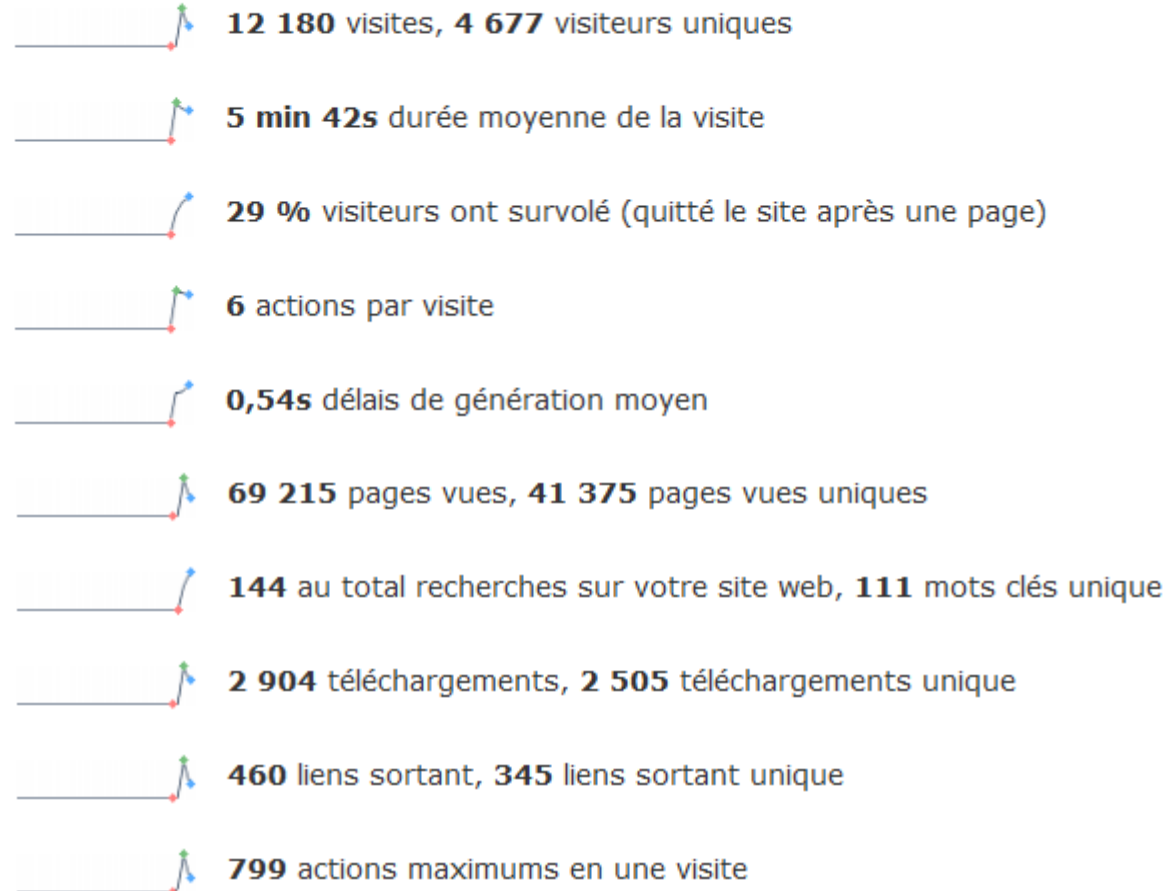 12 180 visites, 4 677 visiteurs uniques
5 min 42s durée moyenne de la visite
29 % visiteurs ont survolé (quitté le site après une page)
6 actions par visite
0,54s délais de génération moyen
69 215 pages vues, 41 375 pages vues uniques
144 au total recherches sur votre site web, 111 mots clés unique
2 904 téléchargements, 2 505 téléchargements unique
460 liens sortant, 345 liens sortant unique
799 actions maximums en une visite